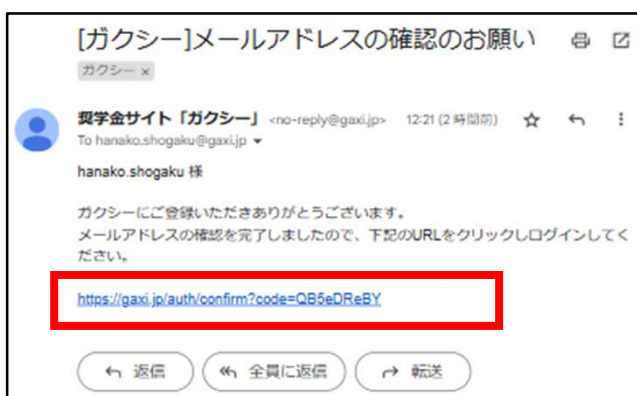 [ガクシー]メールアドレスの確認のお願い
ガクシー ×
奨学金サイト「ガクシー」 <no-reply@gaxi.jp> 12:21 (2 時間前)
To hanako.shogaku@gaxi.jp
hanako.shogaku 様
ガクシーにご登録いただきありがとうございます。
メールアドレスの確認を完了しましたので、下記のURLをクリックしログインしてく
ださい。
https://gaxi.jp/auth/confirm?code=QB5eDReBY
返信 全員に返信 転送